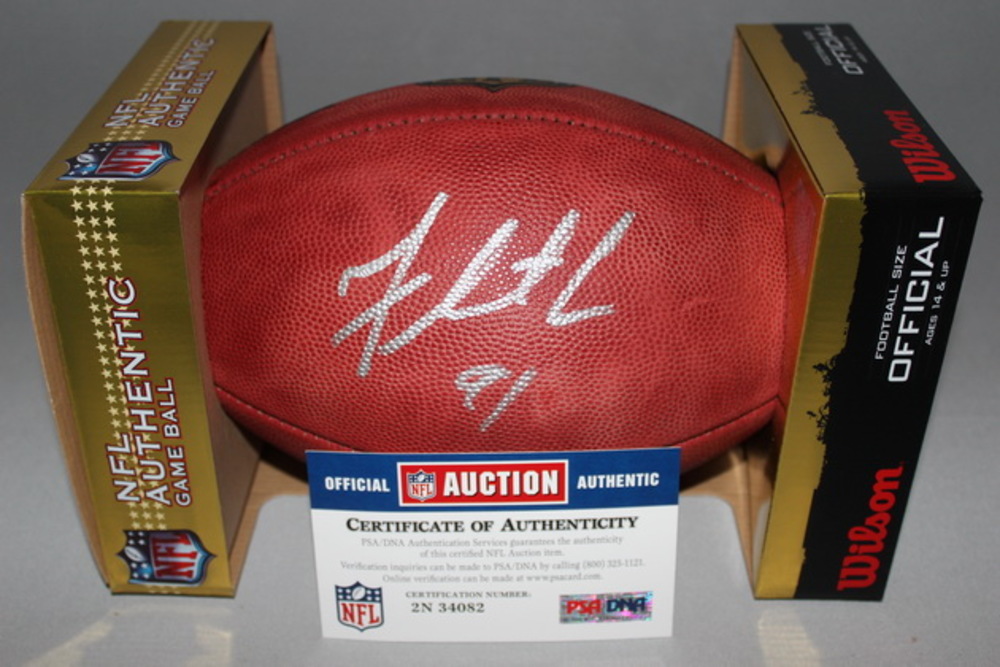 NFL
AUTHENTIC
GAME BALL
NFL
NFL
AUTHENTIC
GAME BALL
NFL
91
OFFICIAL
Wilson
FOOTBALL SIZE
OFFICIAL
AGES 14 & UP
Wilson
OFFICIAL NFL AUCTION AUTHENTIC
CERTIFICATE OF AUTHENTICITY
PSA/DNA Authentication Services guarantees the authenticity
of this certified NFL Auction item.
Verification inquiries can be made to PSA/DNA by calling (800) 325-1121.
Online verification can be made at www.psacard.com.
CERTIFICATION NUMBER:
2N 34082
NFL
PSA DNA